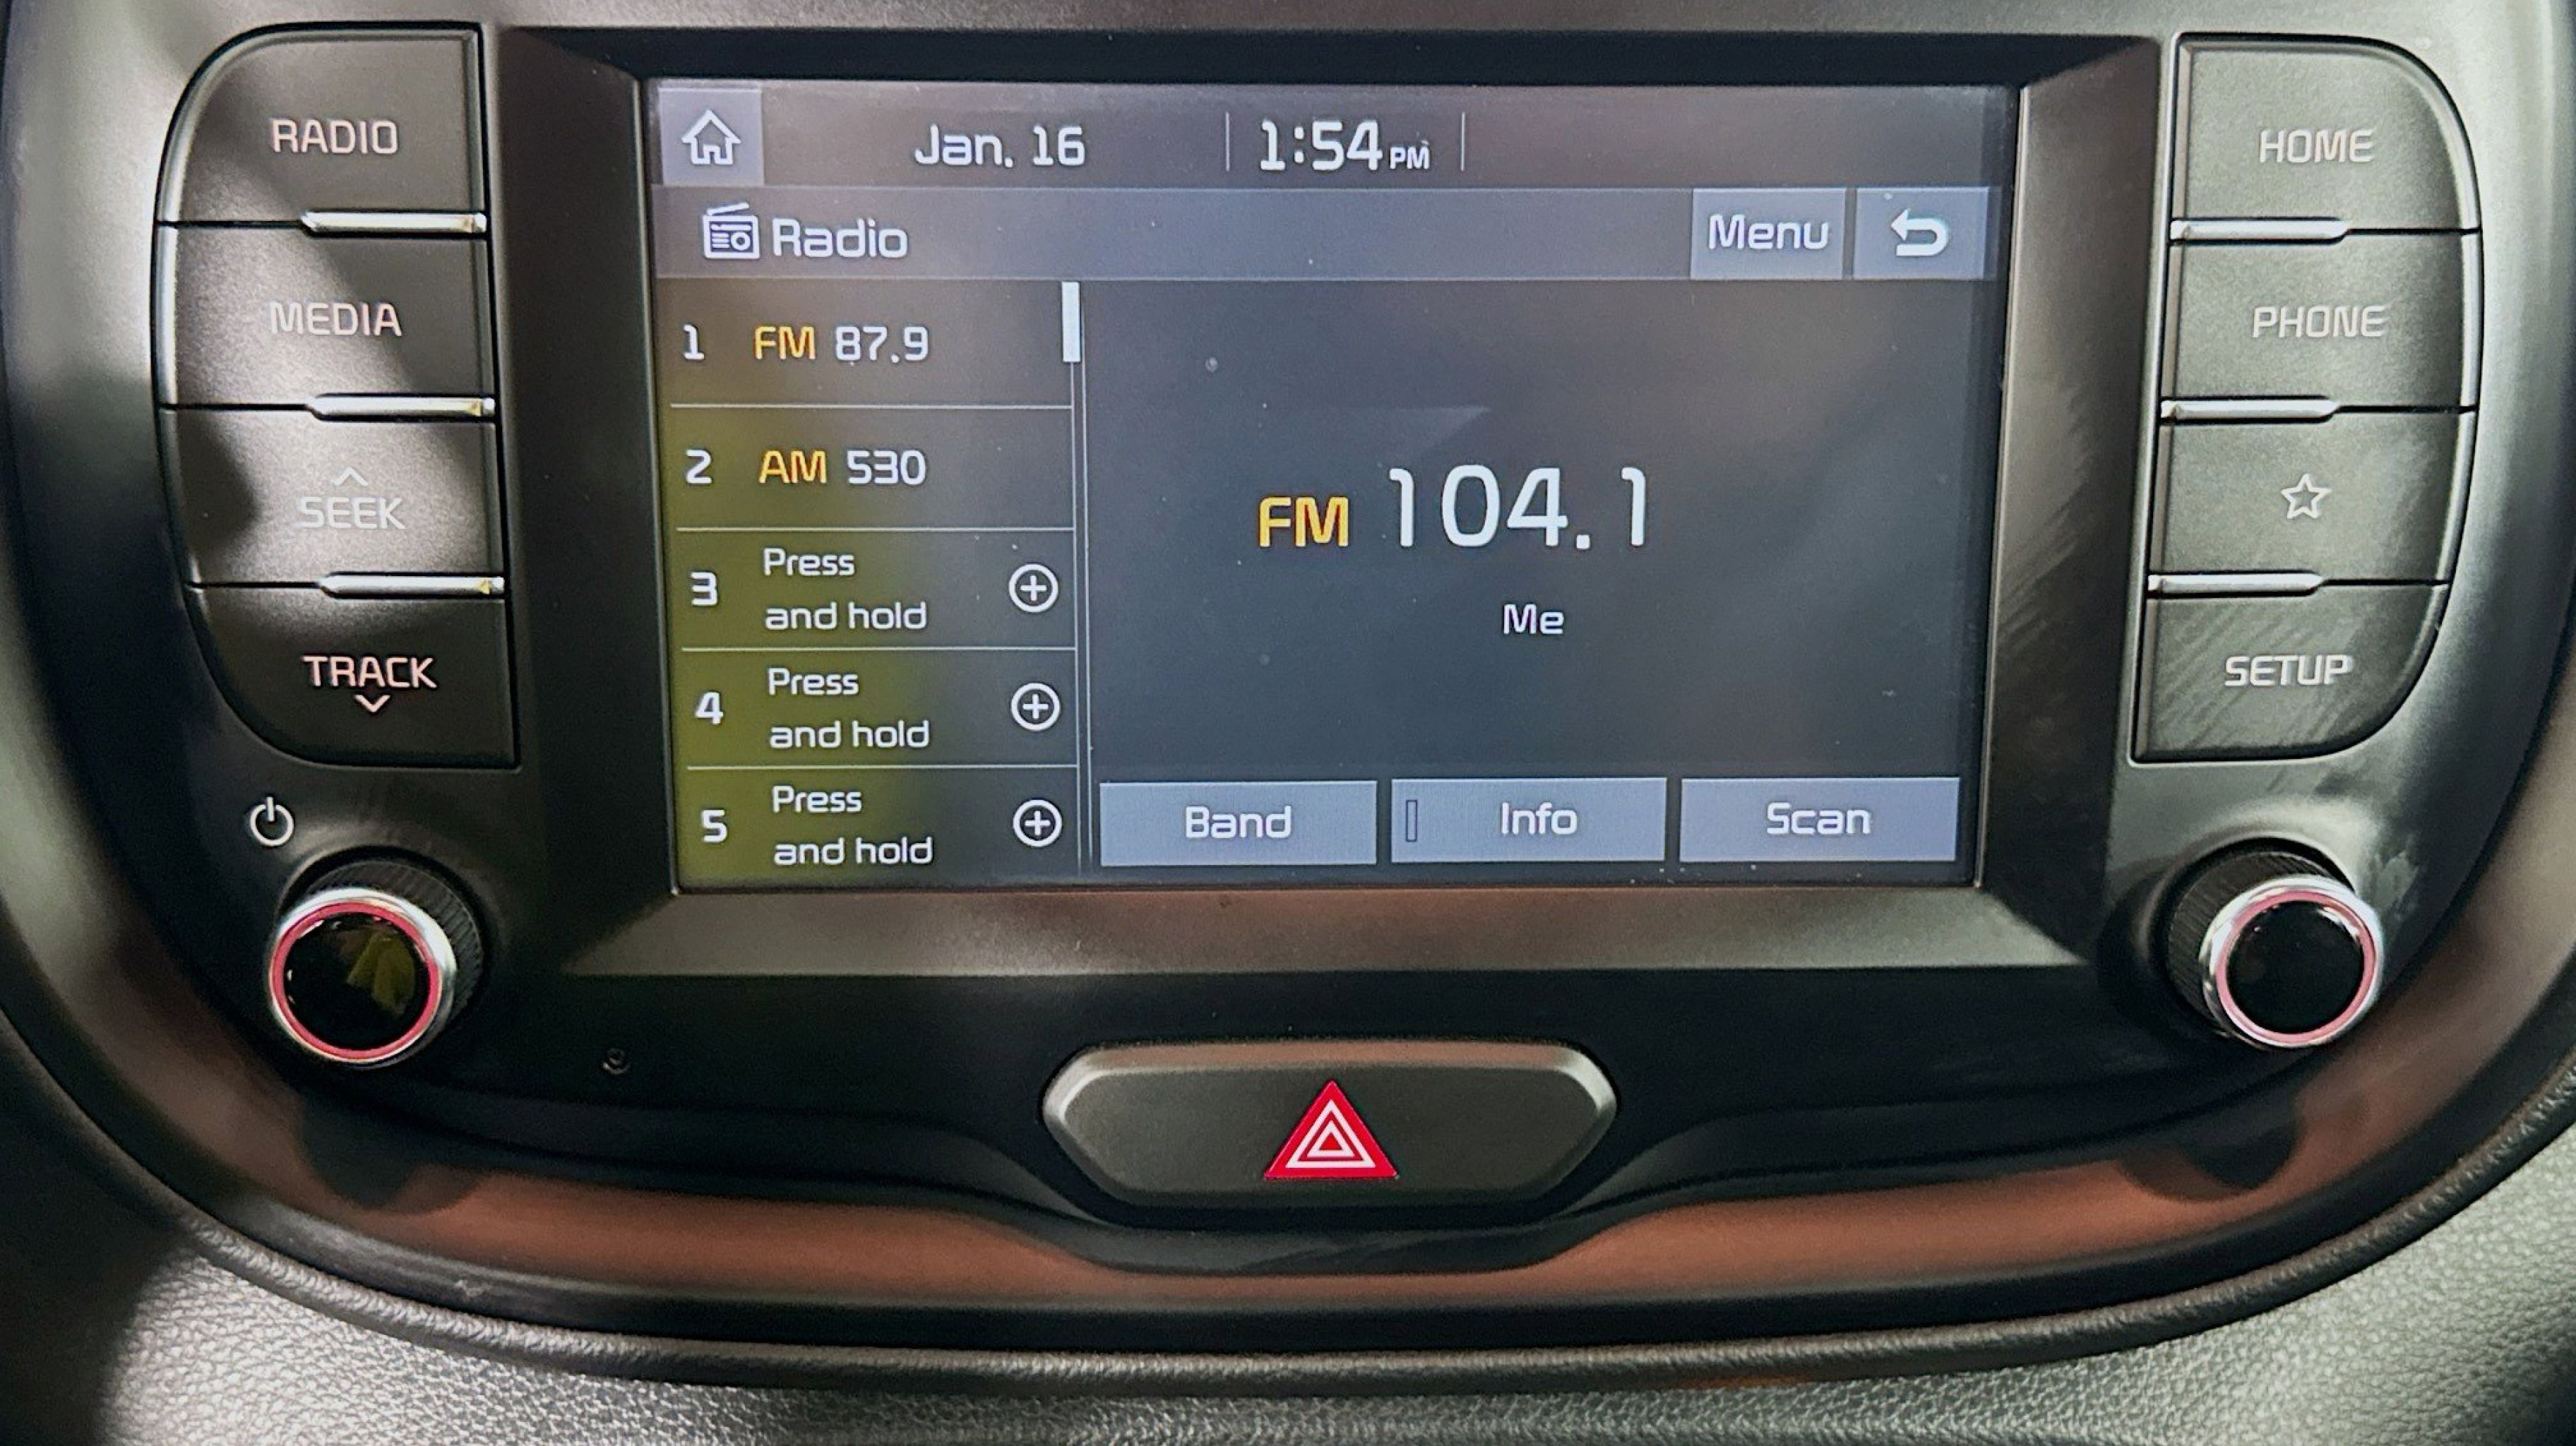 RADIO
MEDIA
SEEK
TRACK
Jan. 16
1:54 PM
Radio
Menu
1 FM 87.9
2 AM 530
3 Press
and hold
4 Press
and hold
5 Press
and hold
FM 104.1
Me
Band
Info
Scan
HOME
PHONE
SETUP